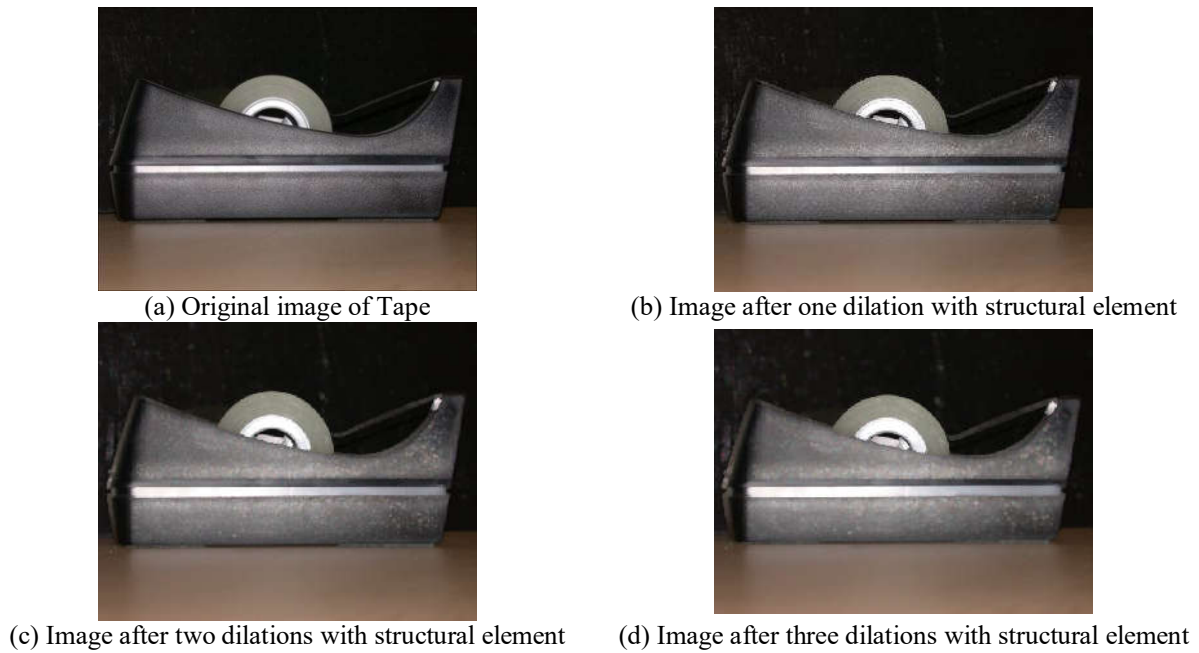 (a) Original image of Tape
(b) Image after one dilation with structural element
(c) Image after two dilations with structural element
(d) Image after three dilations with structural element